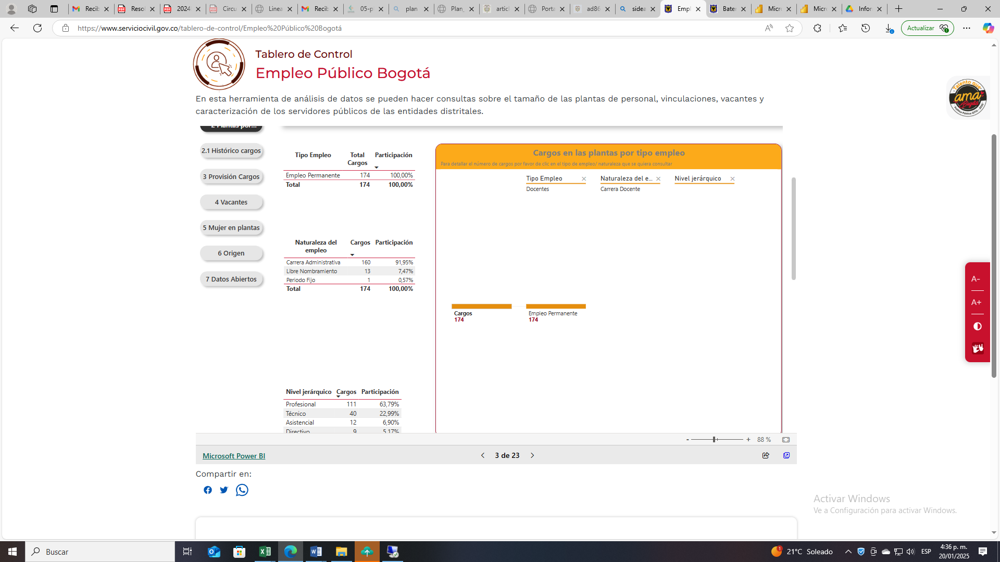 Recib
Resol
2024
Circu
Linea
Recib
05-p
plan
Plan_
articl
Porta
ad86
sidea
Empl
Bater
Micro
Micro
Infor
https://www.serviciocivil.gov.co/tablero-de-control/Empleo%20Público%20Bogotá
Actualizar
Tablero de Control
Empleo Público Bogotá
En esta herramienta de análisis de datos se pueden hacer consultas sobre el tamaño de las plantas de personal, vinculaciones, vacantes y
caracterización de los servidores públicos de las entidades distritales.
Talento que
ama
Bogotá
2 Plantas por...
2.1 Histórico cargos
3 Provisión Cargos
4 Vacantes
5 Mujer en plantas
6 Origen
7 Datos Abiertos
Tipo Empleo Total Cargos Participación
Empleo Permanente 174 100,00%
Total 174 100,00%
Naturaleza del empleo Cargos Participación
Carrera Administrativa 160 91,95%
Libre Nombramiento 13 7,47%
Periodo Fijo 1 0,57%
Total 174 100,00%
Nivel jerárquico Cargos Participación
Profesional 111 63,79%
Técnico 40 22,99%
Asistencial 12 6,90%
Directivo 9 5,17%
Cargos en las plantas por tipo empleo
Para detallar el número de cargos por favor de clic en el tipo de empleo/ naturaleza que se quiera consultar
Tipo Empleo Naturaleza del e... Nivel jerárquico
Docentes Carrera Docente
Cargos
174
Empleo Permanente
174
A-
A+
- + 88 %
Microsoft Power BI
3 de 23
Compartir en:
Activar Windows
Ve a Configuración para activar Windows.
Buscar
1
21°C Soleado
ESP
4:36 p. m.
20/01/2025